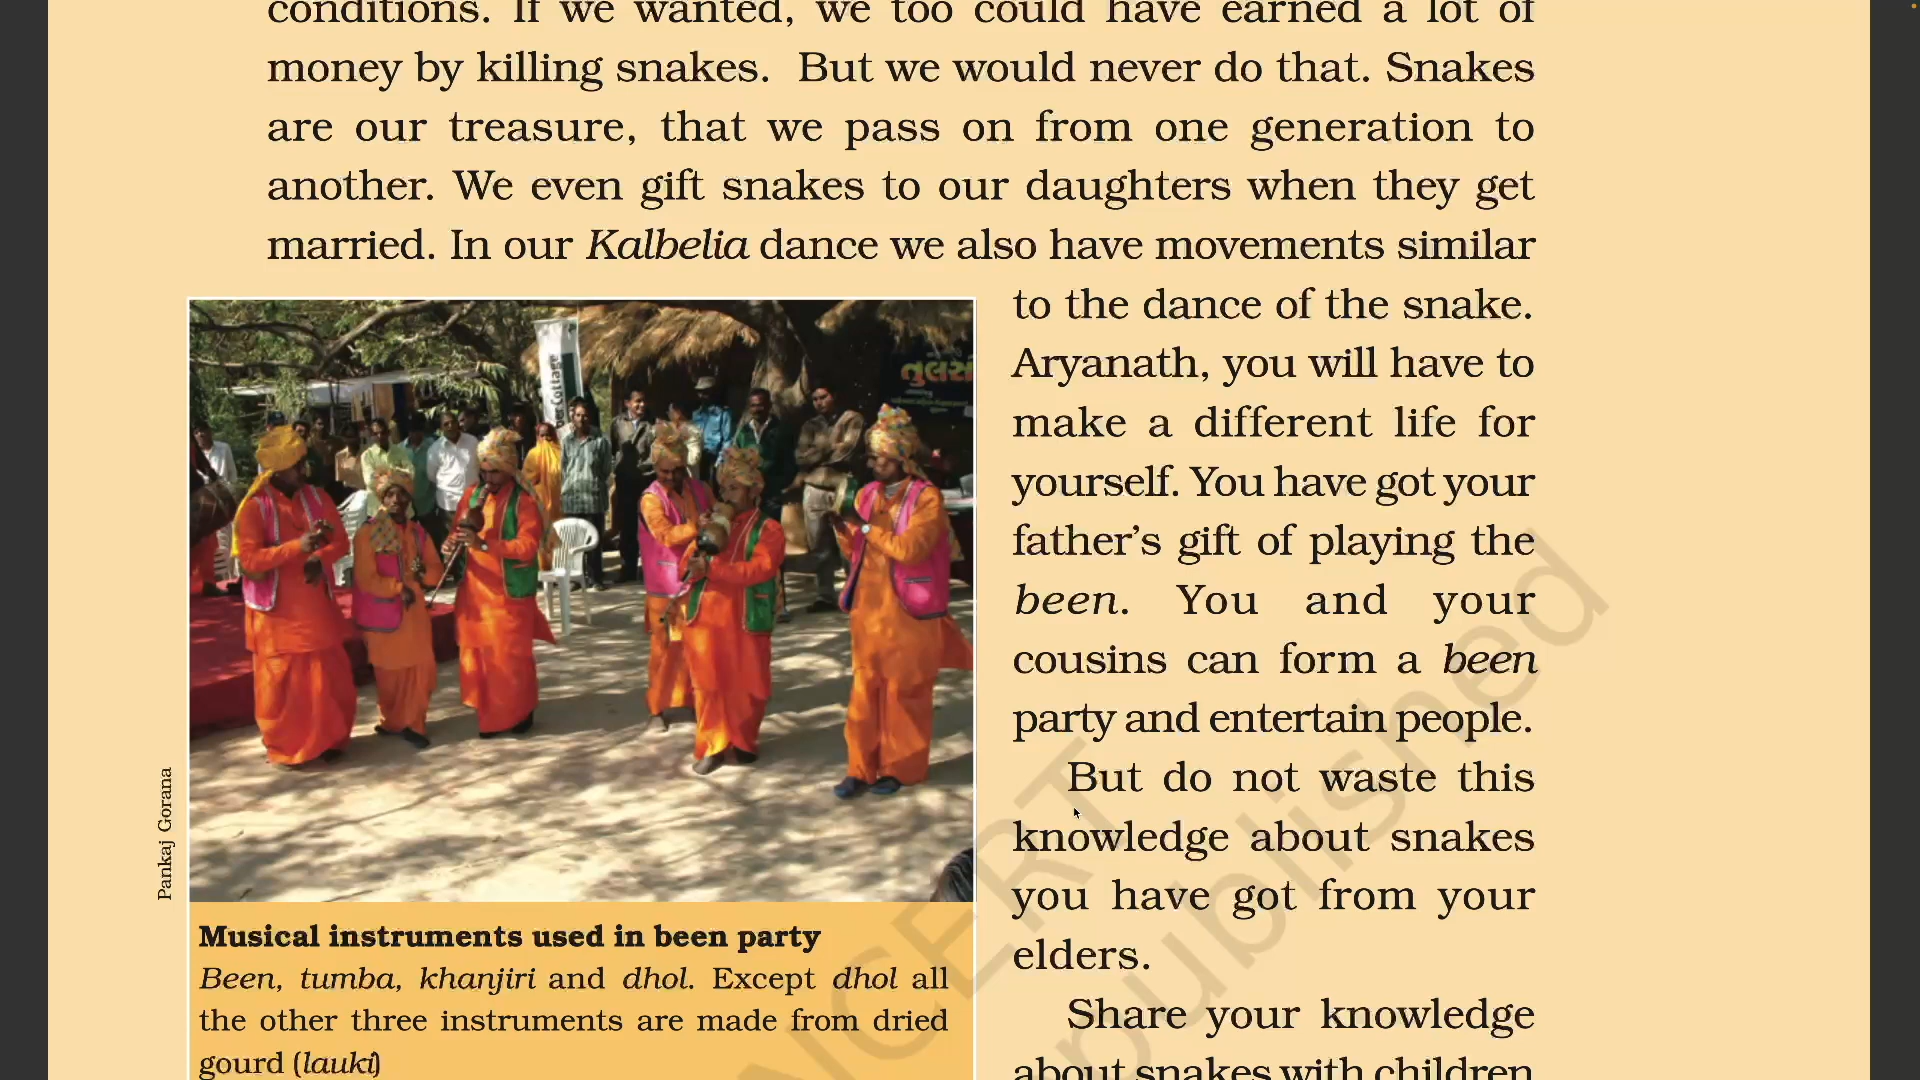 conditions. If we wanted, we too could have earned a lot of
money by killing snakes. But we would never do that. Snakes
are our treasure, that we pass on from one generation to
another. We even gift snakes to our daughters when they get
married. In our Kalbelia dance we also have movements similar
to the dance of the snake.
Aryanath, you will have to
make a different life for
yourself. You have got your
father’s gift of playing the
been. You and your
cousins can form a been
party and entertain people.
But do not waste this
knowledge about snakes
you have got from your
elders.
Share your knowledge
about snakes with children
Cottage
તુલસી
Pankaj Gorana
Musical instruments used in been party
Been, tumba, khanjiri and dhol. Except dhol all
the other three instruments are made from dried
gourd (lauki)
NCERT
published